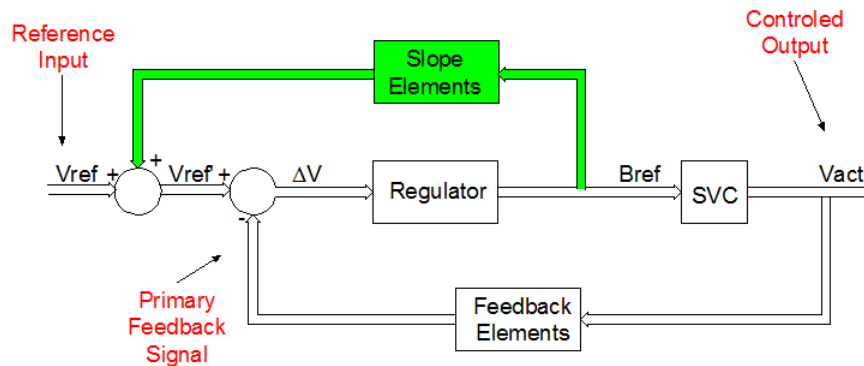 Reference
Input
Controled
Output
Slope
Elements
Vref +
+
Vref' +
ΔV
Regulator
Bref
SVC
Vact
-
Primary
Feedback
Signal
Feedback
Elements